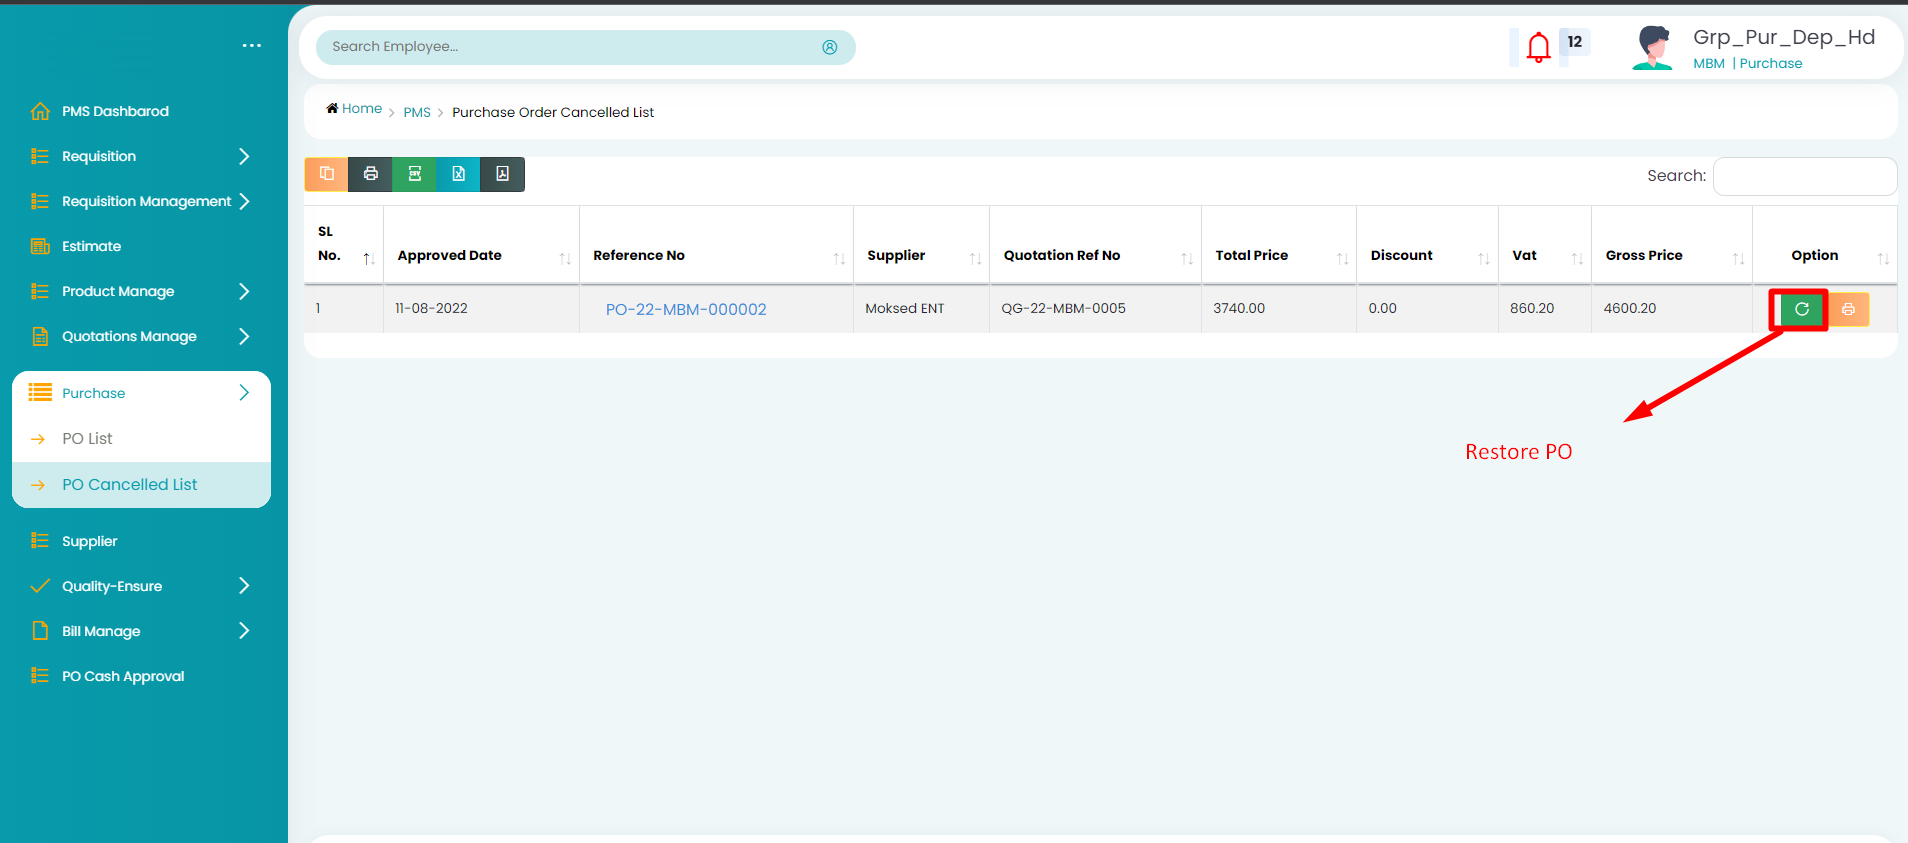 ...
PMS Dashbarod
Requisition
Requisition Management
Estimate
Product Manage
Quotations Manage
Purchase
PO List
PO Cancelled List
Supplier
Quality-Ensure
Bill Manage
PO Cash Approval
Search Employee...
12
Grp_Pur_Dep_Hd
MBM | Purchase
Home > PMS > Purchase Order Cancelled List
CSV
Search:
SL No. Approved Date Reference No Supplier Quotation Ref No Total Price Discount Vat Gross Price Option
1 11-08-2022 PO-22-MBM-000002 Moksed ENT QG-22-MBM-0005 3740.00 0.00 860.20 4600.20
Restore PO